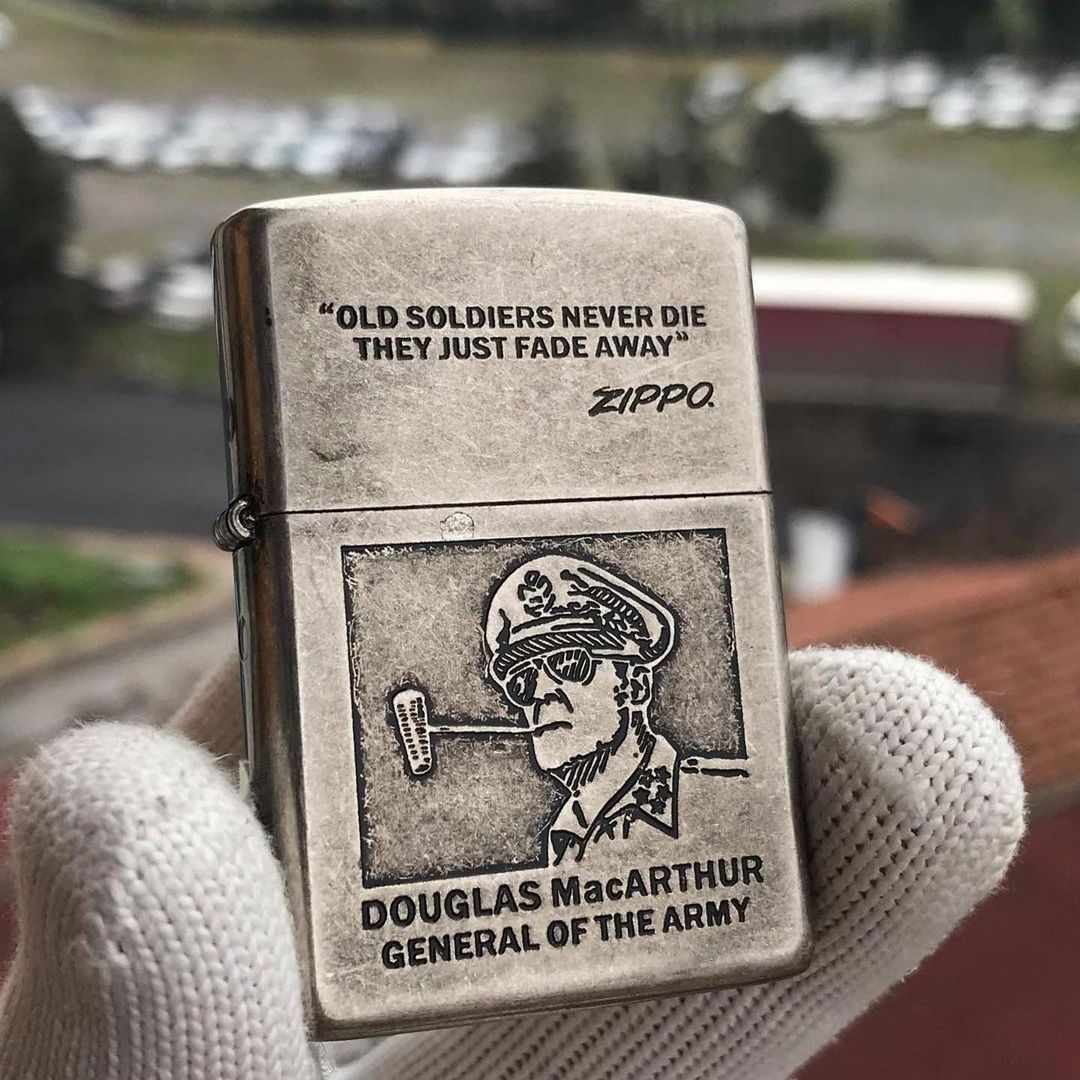 “OLD SOLDIERS NEVER DIE
THEY JUST FADE AWAY”
ZIPPO.
DOUGLAS MacARTHUR
GENERAL OF THE ARMY